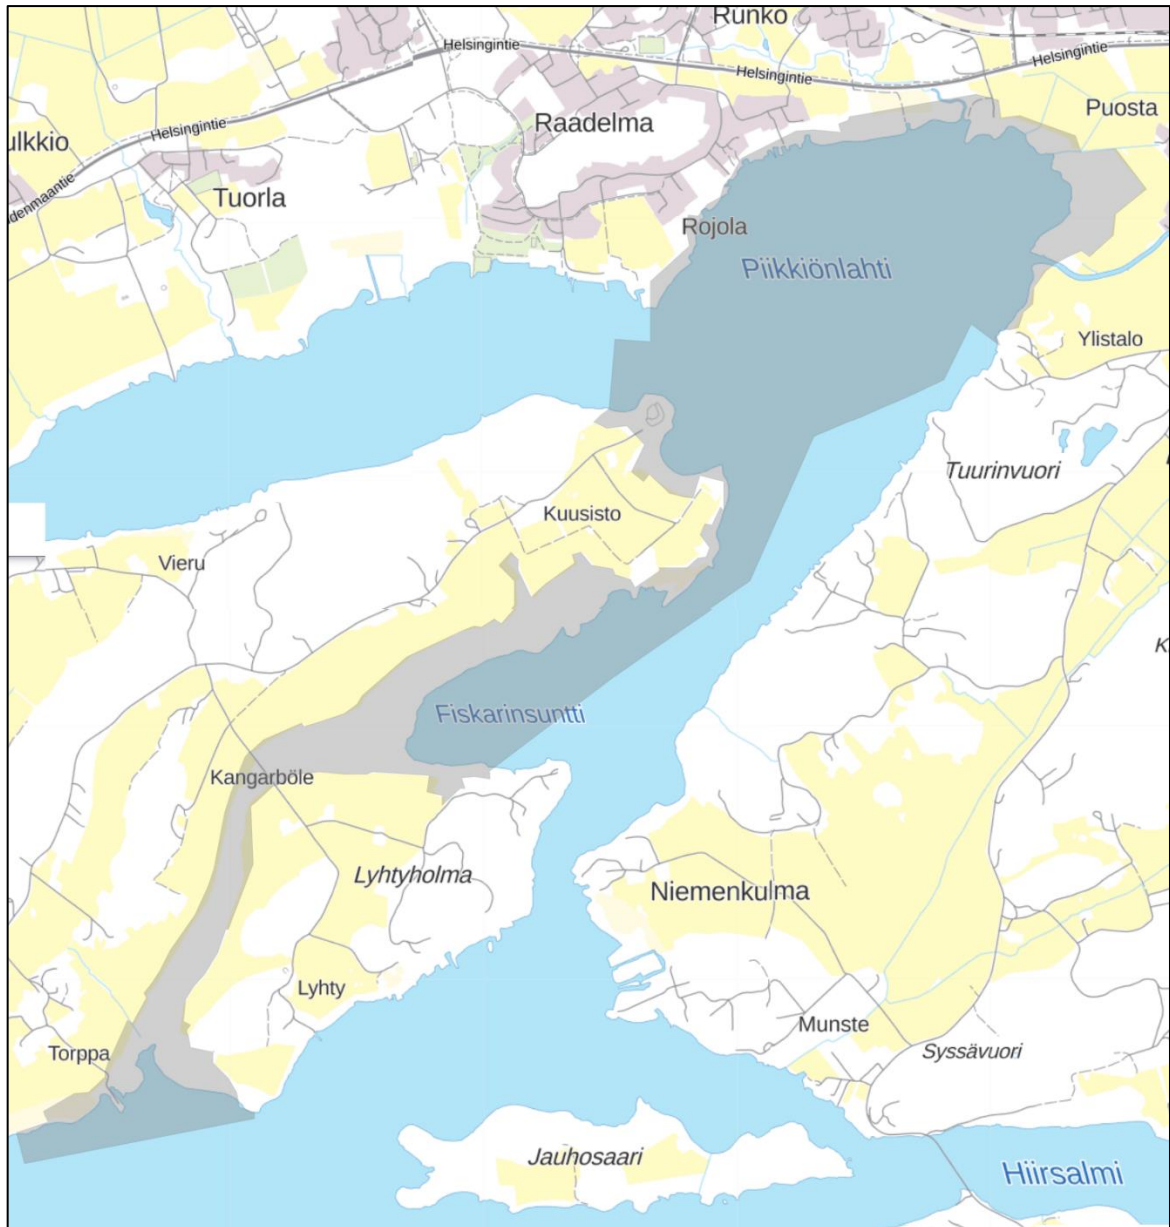 Runko
Helsingintie
Helsingintie
Helsingintie
Puosta
Raadelma
Helsingintie
ulkkio
Tuorla
denmaantie
Rojola
Piikkiönlahti
Ylistalo
Tuurinvuori
Kuusisto
Vieru
K
Fiskarinsuntti
Kangarböle
Lyhtyholma
Niemenkulma
Lyhty
Munste
Torppa
Syssävuori
Jauhosaari
Hiirsalmi